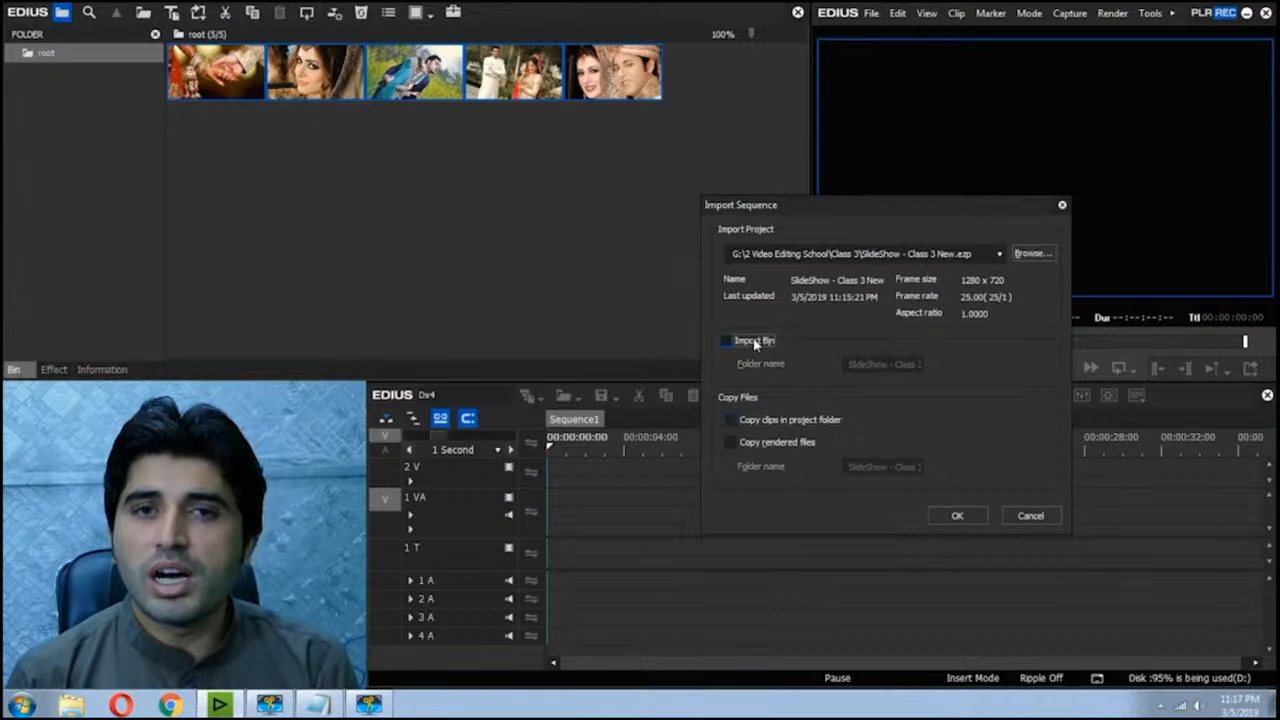 EDIUS
EDIUS File Edit View Clip Marker Mode Capture Render Tools PLR REC
FOLDER
root (5/5)
100%
root
Import Sequence
Import Project
G:\2 Video Editing School\Class 3\SlideShow - Class 3 New.ezp
Browse...
Name SlideShow - Class 3 New Frame size 1280 x 720
Last updated 3/5/2019 11:15:21 PM Frame rate 25.00( 25/1 )
Aspect ratio 1.0000
Dur --:--:--:-- Ttl 00:00:00:00
Import Bin
Folder name SlideShow - Class
Bin Effect Information
EDIUS Dx4
Copy Files
Sequence1
Copy clips in project folder
00:00:00:00 00:00:04:00 00:00:28:00 00:00:32:00 00:00
V
A
1 Second
Copy rendered files
2 V
Folder name SlideShow - Class
V
1 VA
OK Cancel
1 T
1 A
2 A
3 A
4 A
Pause Insert Mode Ripple Off Disk :95% is being used(D:)
11:17 PM
3/5/2019